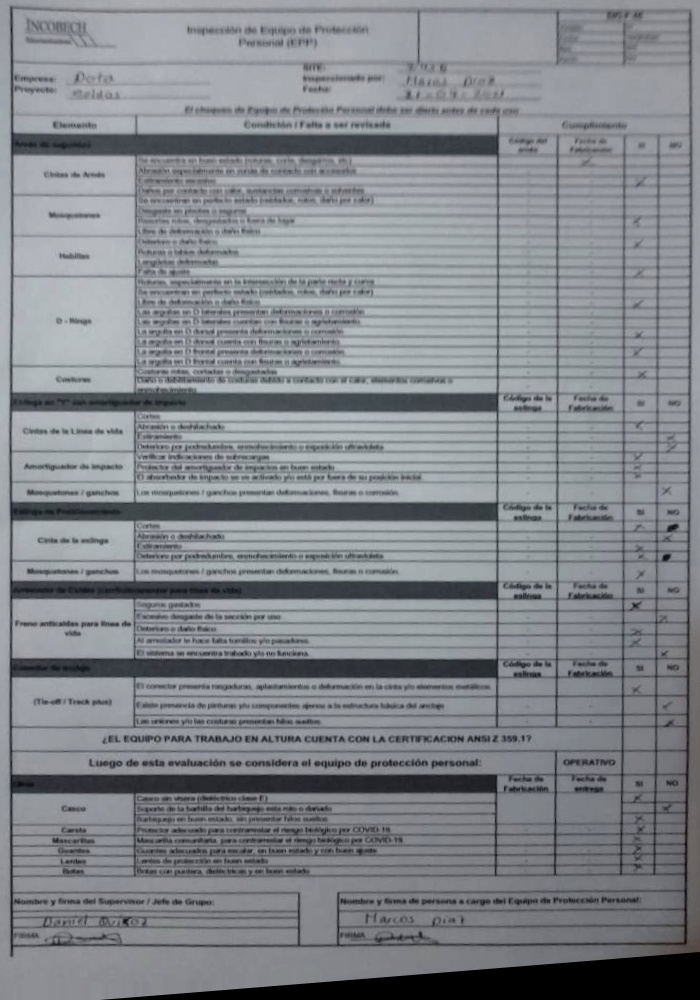 INCOBECH
Inspección de Equipo de Protección
Personal (EPP)
SITE:
Empresa: Data
Inspeccionado por: Marcos Diaz
Proyecto: Celdas
Fecha:
El chequeo de Equipo de Protección Personal debe ser diario antes de cada uso
Elemento Condición / Falta a ser revisada Cumplimiento
Arnés de seguridad Código del arnés Fecha de Fabricación SI NO
Cintas de Arnés
Se encuentra en buen estado (roturas, corte, desgarros, etc)
Abrasión especialmente en zonas de contacto con accesorios
Estiramiento excesivo
Daños por contacto con calor, sustancias corrosivas o solventes
Mosquetones
Se encuentran en perfecto estado (soldados, rotos, daño por calor)
Desgaste en pivotes o seguros
Resortes rotos, desgastados o fuera de lugar
Libre de deformación o daño físico
Hebillas
Deterioro o daño físico
Roturas o tablas deformadas
Lengüetas deformadas
Falta de ajuste
D - Rings
Roturas, especialmente en la intersección de la parte recta y curva
Se encuentran en perfecto estado (soldados, rotos, daño por calor)
Libre de deformación o daño físico
Las argollas en D laterales presentan deformaciones o corrosión
Las argollas en D laterales cuentan con fisuras o agrietamiento.
La argolla en D dorsal presenta deformaciones o corrosión
La argolla en D dorsal cuenta con fisuras o agrietamiento.
La argolla en D frontal presenta deformaciones o corrosión.
La argolla en D frontal cuenta con fisuras o agrietamiento.
Costuras
Costuras rotas, cortadas o desgastadas
Daño o debilitamiento de costuras debido a contacto con el calor, elementos corrosivos o enmohecimiento
Eslinga en "Y" con amortiguador de impacto Código de la eslinga Fecha de Fabricación SI NO
Cintas de la Línea de vida
Cortes
Abrasión o deshilachado
Estiramiento
Deterioro por podredumbre, enmohecimiento o exposición ultravioleta
Amortiguador de impacto
Verificar indicaciones de sobrecargas
Protector del amortiguador de impactos en buen estado
El absorbedor de impacto se ve activado y/o está por fuera de su posición inicial
Mosquetones / ganchos Los mosquetones / ganchos presentan deformaciones, fisuras o corrosión.
Eslinga de Posicionamiento Código de la eslinga Fecha de Fabricación SI NO
Cinta de la eslinga
Cortes
Abrasión o deshilachado
Estiramiento
Deterioro por podredumbre, enmohecimiento o exposición ultravioleta
Mosquetones / ganchos Los mosquetones / ganchos presentan deformaciones, fisuras o corrosión.
Código de la eslinga Fecha de Fabricación SI NO
Freno anticaídas para línea de vida
Seguros gastados
Excesivo desgaste de la sección por uso
Deterioro o daño físico
Al arrestador le hace falta tornillos y/o pasadores.
El sistema se encuentra trabado y/o no funciona.
Conector de anclaje Código de la eslinga Fecha de Fabricación SI NO
(Tie-off / Track plus)
El conector presenta rasgaduras, aplastamientos o deformación en la cinta y/o elementos metálicos.
Existe presencia de pinturas y/o componentes ajenos a la estructura básica del anclaje
Las uniones y/o las costuras presentan hilos sueltos.
¿EL EQUIPO PARA TRABAJO EN ALTURA CUENTA CON LA CERTIFICACION ANSI Z 359.1?
Luego de esta evaluación se considera el equipo de protección personal: OPERATIVO
Otros Fecha de Fabricación Fecha de entrega SI NO
Casco
Casco sin visera (dieléctrico clase E)
Soporte de la barbilla del barbiquejo esta roto o dañado
Barbiquejo en buen estado, sin presentar hilos sueltos
Careta Protector adecuado para contrarrestar el riesgo biológico por COVID-19
Mascarillas Mascarilla comunitaria, para contrarrestar el riesgo biológico por COVID-19
Guantes Guantes adecuados para escalar, en buen estado y con buen ajuste
Lentes Lentes de protección en buen estado
Botas Botas con puntera, dieléctricas y en buen estado
Nombre y firma del Supervisor / Jefe de Grupo:
Nombre y firma de persona a cargo del Equipo de Protección Personal:
Daniel Quiroz
Marcos Diaz
FIRMA
FIRMA